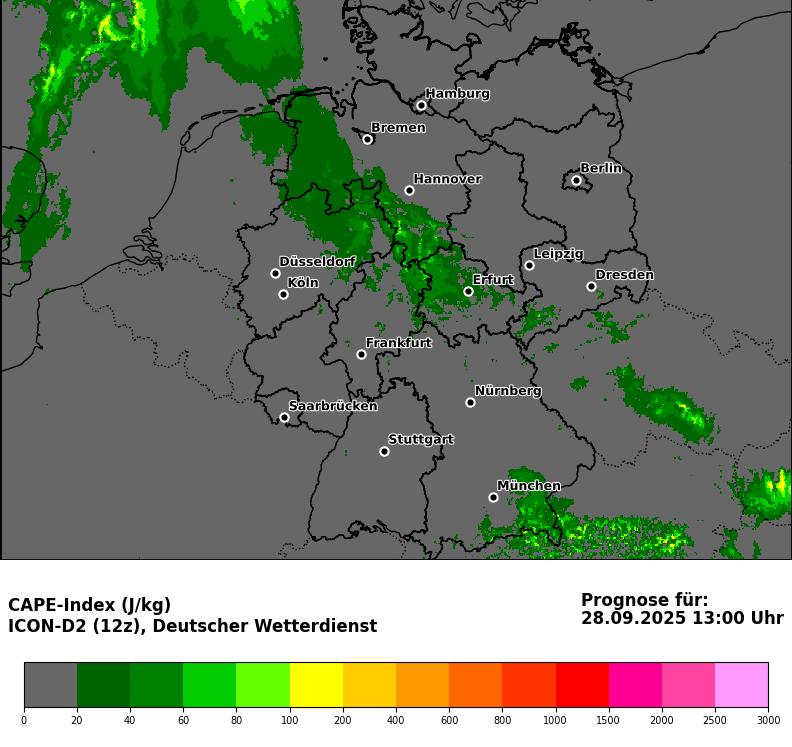 Hamburg
Bremen
Berlin
Hannover
Leipzig
Düsseldorf
Dresden
Köln
Erfurt
Frankfurt
Nürnberg
Saarbrücken
Stuttgart
München
CAPE-Index (J/kg)
ICON-D2 (12z), Deutscher Wetterdienst
Prognose für:
28.09.2025 13:00 Uhr
0 20 40 60 80 100 200 400 600 800 1000 1500 2000 2500 3000